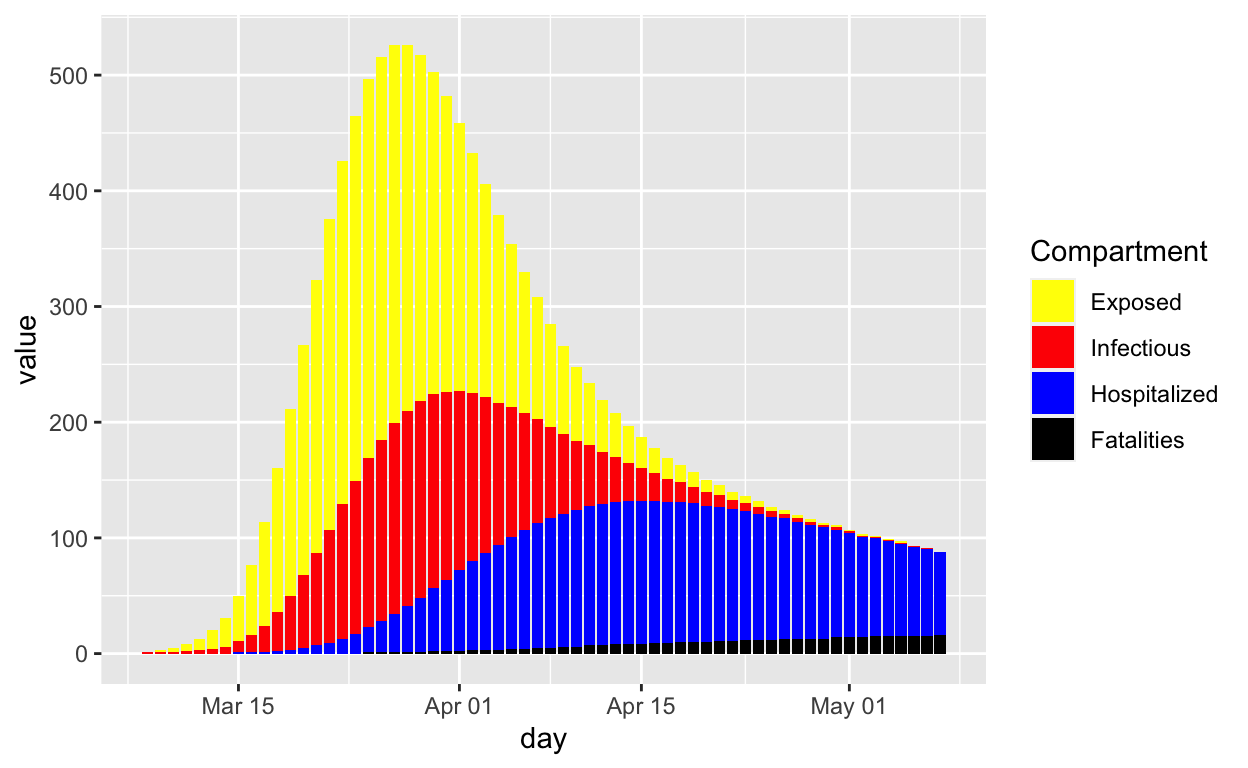 500
400
300
200
100
0
value
Mar 15
Apr 01
Apr 15
May 01
day
Compartment
Exposed
Infectious
Hospitalized
Fatalities